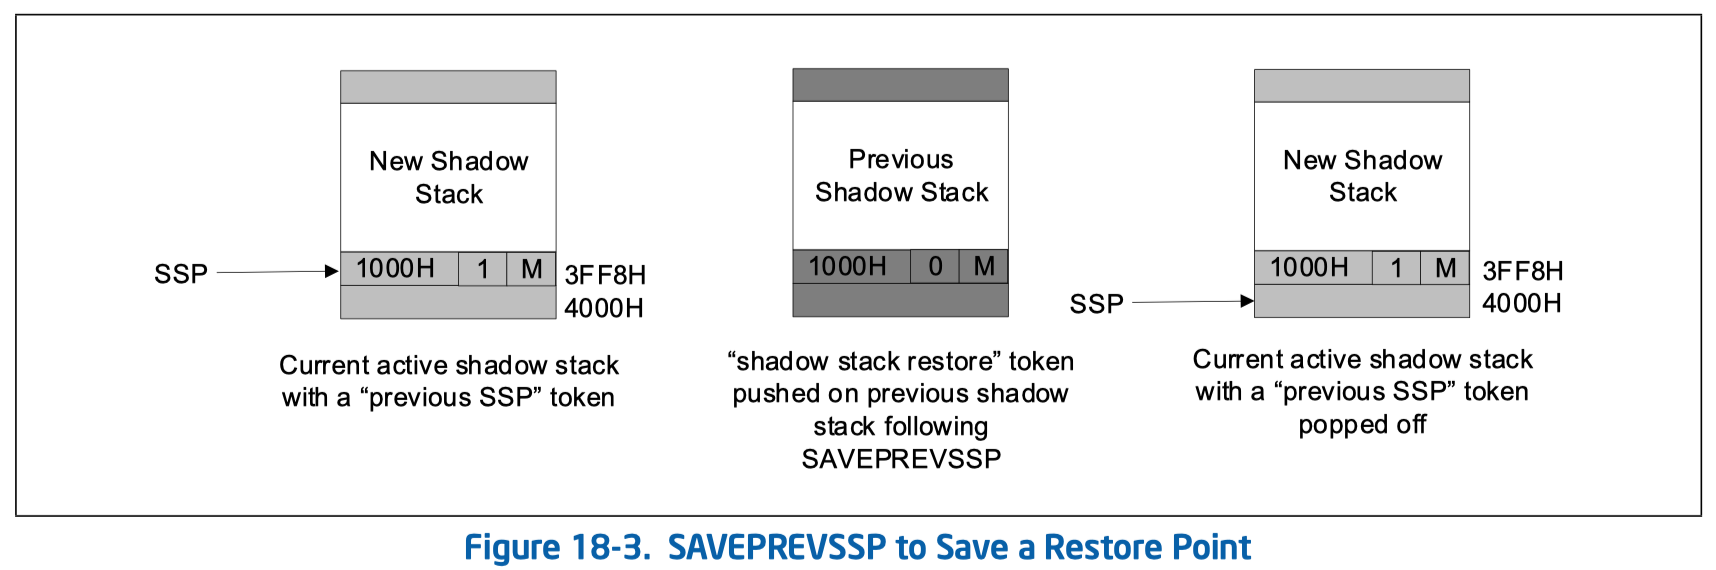 New Shadow
Stack
SSP
1000H 1 M
3FF8H
4000H
Current active shadow stack
with a “previous SSP” token
Previous
Shadow Stack
1000H 0 M
“shadow stack restore” token
pushed on previous shadow
stack following
SAVEPREVSSP
New Shadow
Stack
1000H 1 M
3FF8H
SSP
4000H
Current active shadow stack
with a “previous SSP” token
popped off
Figure 18-3. SAVEPREVSSP to Save a Restore Point